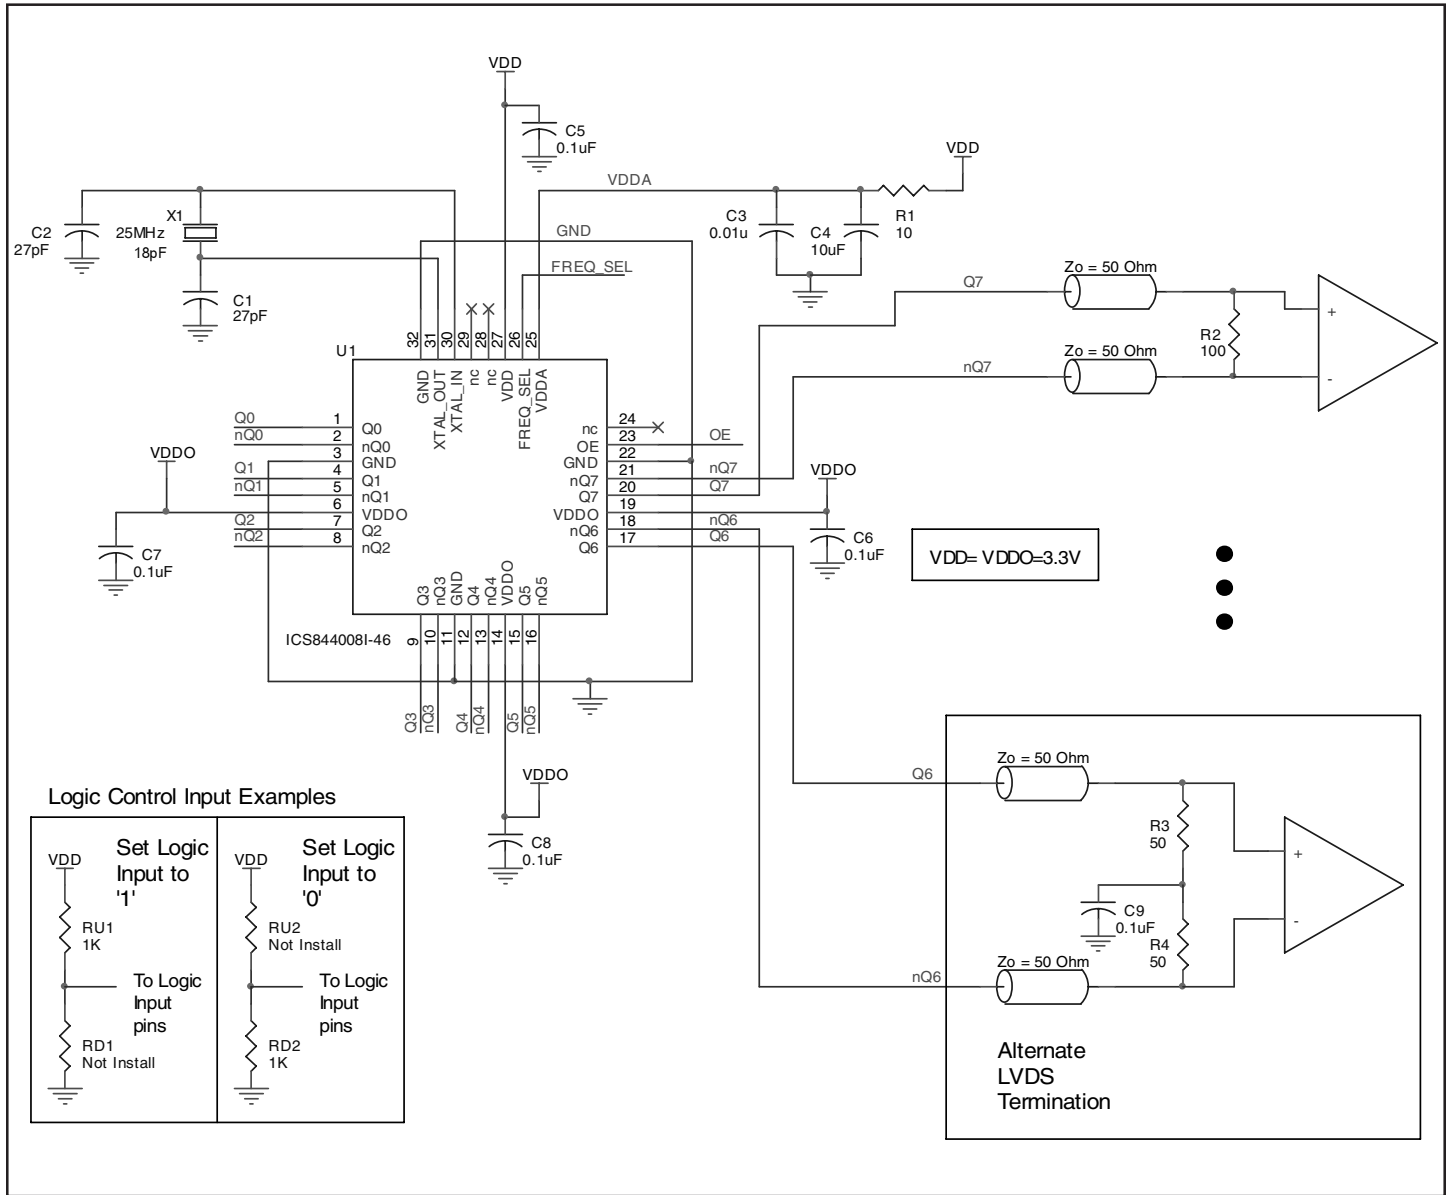 VDD
C5
0.1uF
VDD
VDDA
X1
25MHz
18pF
C2
27pF
C3
0.01u
C4
10uF
R1
10
GND
FREQ_SEL
C1
27pF
Zo = 50 Ohm
Q7
R2
100
+
-
Zo = 50 Ohm
nQ7
U1
32
31
30
29
28
27
26
25
GND
XTAL_OUT
XTAL_IN
nc
nc
VDD
FREQ_SEL
VDDA
Q0 1 Q0
nQ0 2 nQ0
3 GND
Q1 4 Q1
nQ1 5 nQ1
6 VDDO
Q2 7 Q2
nQ2 8 nQ2
VDDO
C7
0.1uF
nc 24
OE 23 OE
GND 22
nQ7 21 nQ7
Q7 20 Q7
VDDO 19
nQ6 18 nQ6
Q6 17 Q6
VDDO
C6
0.1uF
VDD= VDDO=3.3V
Q3
nQ3
GND
Q4
nQ4
VDDO
Q5
nQ5
ICS844008I-46
9
10
11
12
13
14
15
16
Q3
nQ3
Q4
nQ4
Q5
nQ5
VDDO
C8
0.1uF
Logic Control Input Examples
VDD
Set Logic
Input to
'1'
RU1
1K
To Logic
Input
pins
RD1
Not Install
VDD
Set Logic
Input to
'0'
RU2
Not Install
To Logic
Input
pins
RD2
1K
Zo = 50 Ohm
Q6
R3
50
+
-
C9
0.1uF
R4
50
Zo = 50 Ohm
nQ6
Alternate
LVDS
Termination